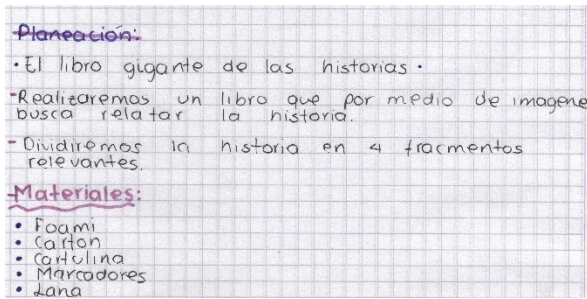 Planeación:
• El libro gigante de las historias •
- Realizaremos un libro que por medio de imagene
busca relatar la historia.
- Dividiremos la historia en 4 fracmentos
relevantes.
- Materiales:
• Foami
• Carton
• Cartulina
• Marcadores
• Lana